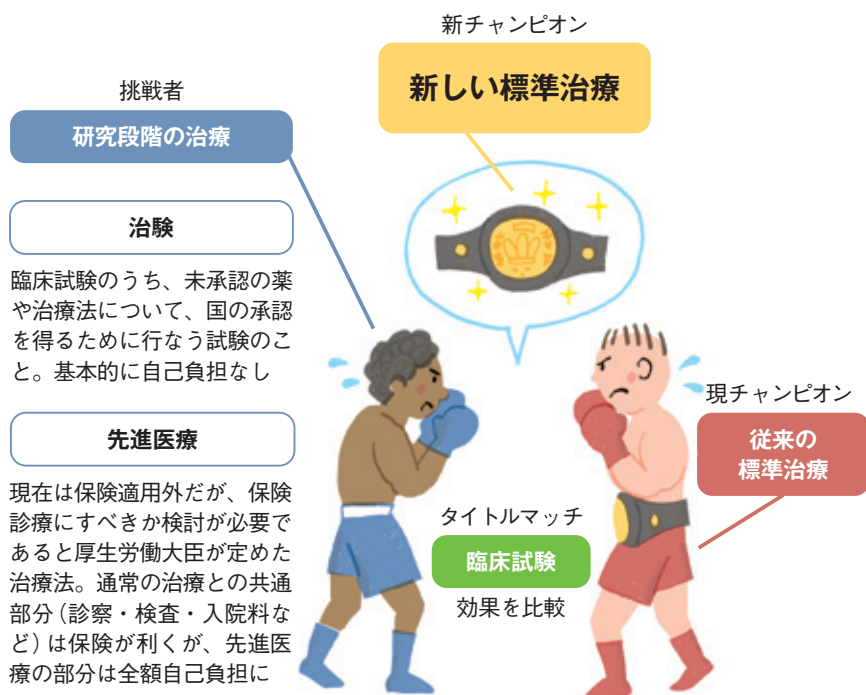 新チャンピオン
新しい標準治療
挑戦者
研究段階の治療
治験
臨床試験のうち、未承認の薬
や治療法について、国の承認
を得るために行なう試験のこ
と。基本的に自己負担なし
先進医療
現在は保険適用外だが、保険
診療にすべきか検討が必要で
あると厚生労働大臣が定めた
治療法。通常の治療との共通
部分（診察・検査・入院料な
ど）は保険が利くが、先進医
療の部分は全額自己負担に
現チャンピオン
従来の
標準治療
タイトルマッチ
臨床試験
効果を比較